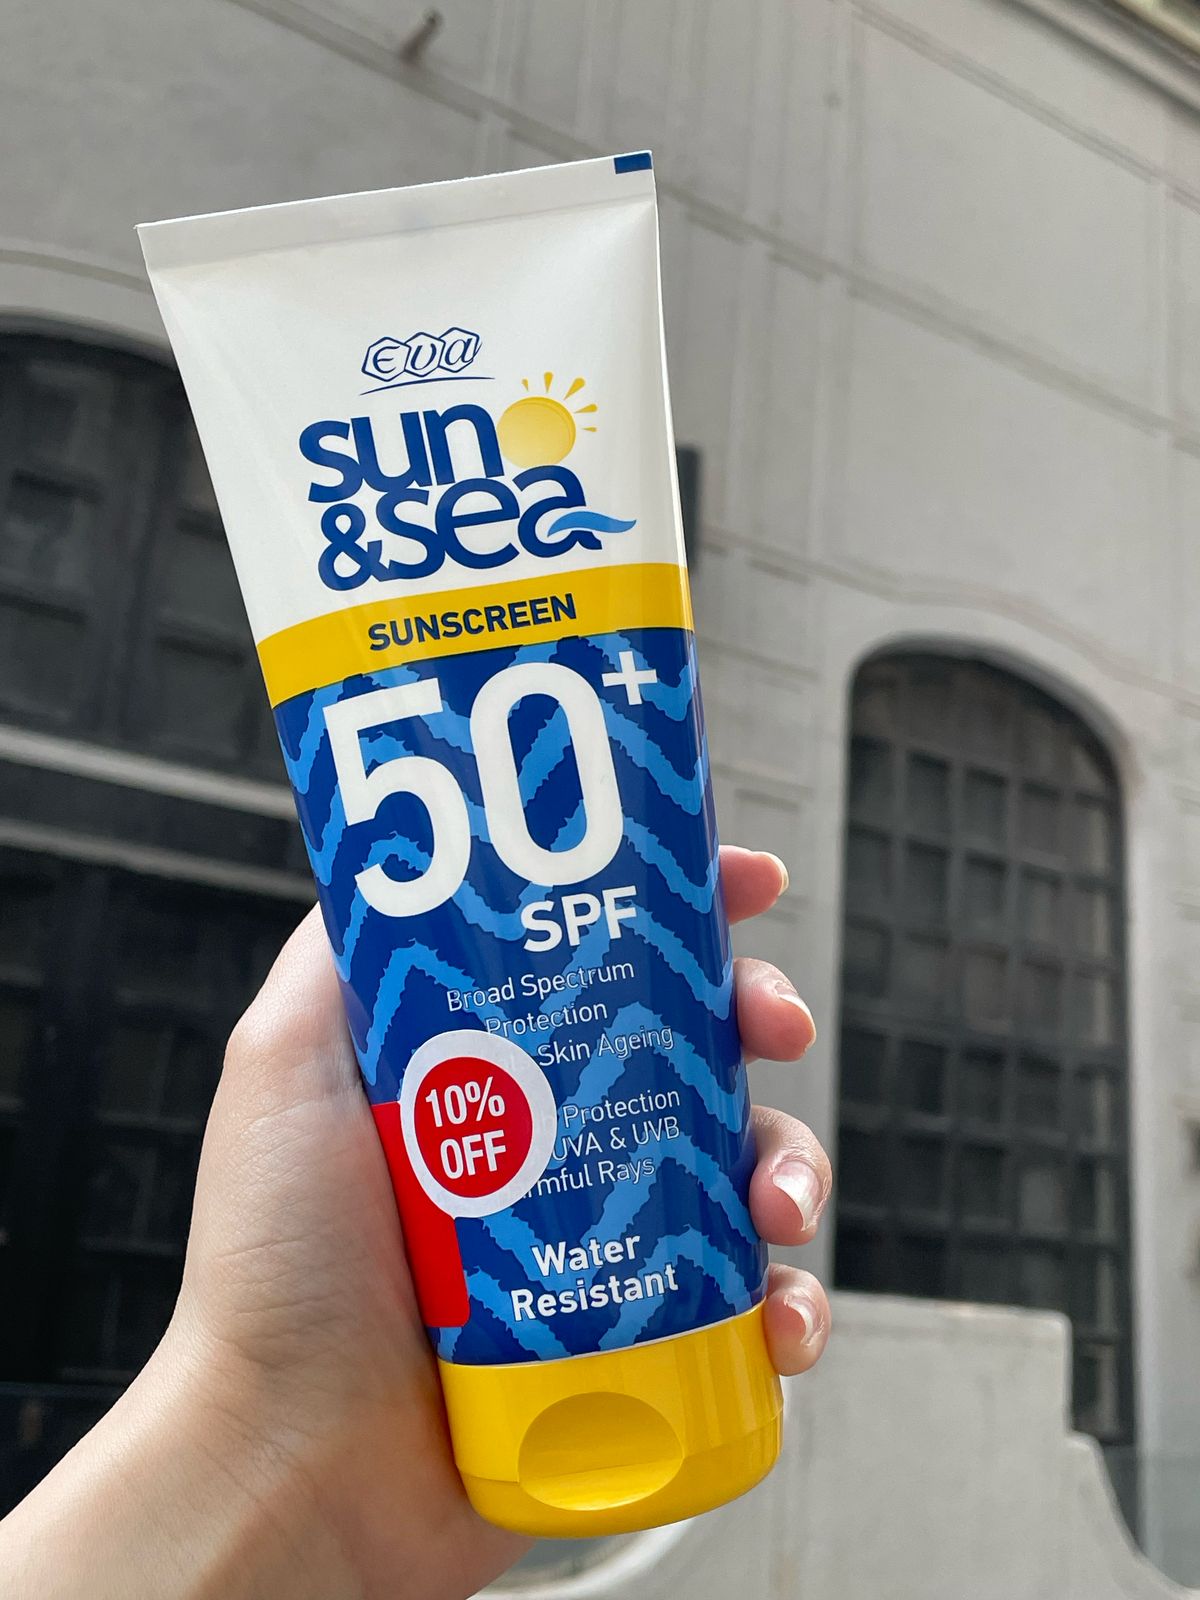 eva
sun
&sea
SUNSCREEN
50+
SPF
Broad Spectrum
Protection
Skin Ageing
Protection
UVA & UVB
Rays
10%
OFF
Water
Resistant